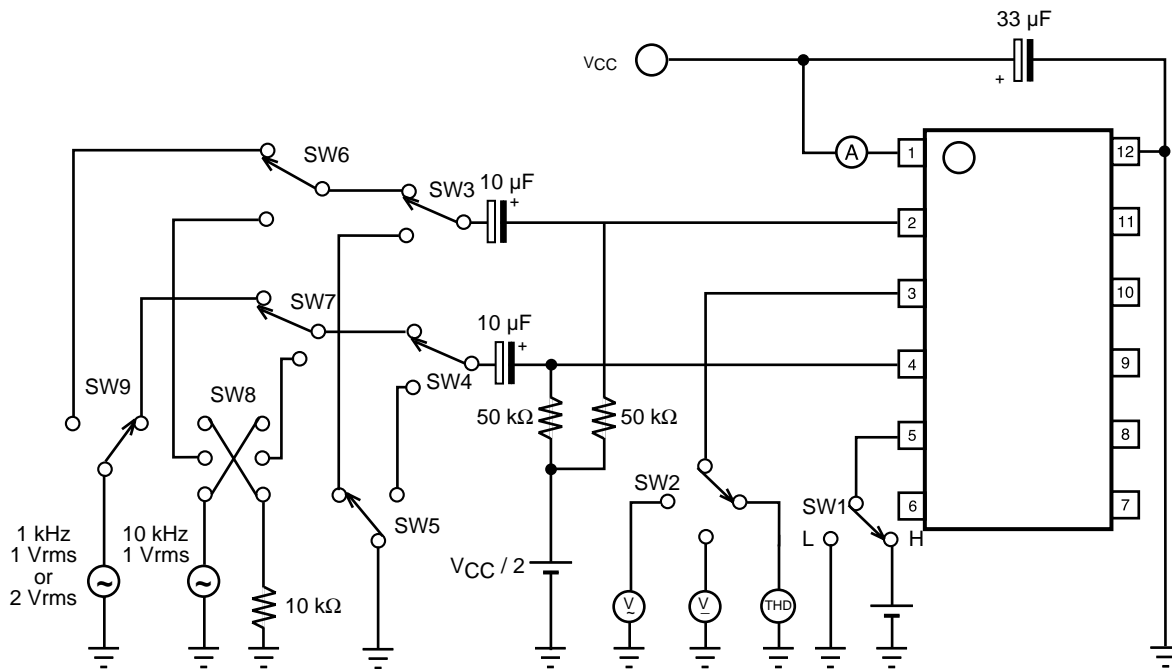 33 µF
VCC
+
A
1
12
SW6
SW3
10 µF
+
2
11
SW7
3
10
10 µF
+
SW4
4
9
SW9
SW8
50 kΩ
50 kΩ
5
8
SW2
SW1
6
7
SW5
L
H
1 kHz
1 Vrms
or
2 Vrms
10 kHz
1 Vrms
VCC / 2
10 kΩ
V
~
V
–
THD
~
~